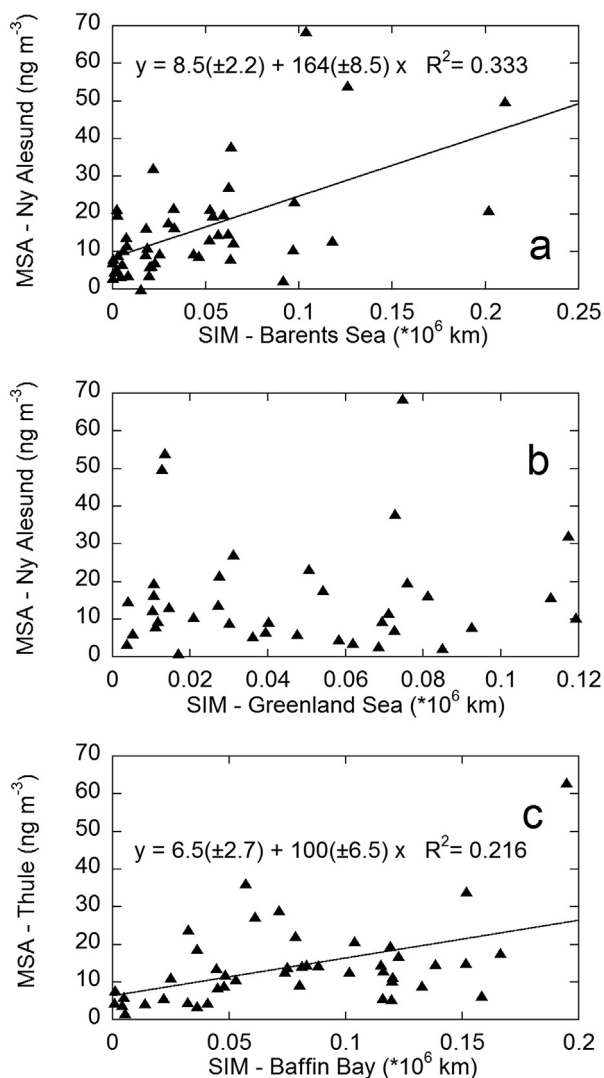 70
60
50
40
30
20
10
0
MSA - Ny Alesund (ng m⁻³)
y = 8.5(±2.2) + 164(±8.5) x R²= 0.333
a
0 0.05 0.1 0.15 0.2 0.25
SIM - Barents Sea (*10⁶ km)
70
60
50
40
30
20
10
0
MSA - Ny Alesund (ng m⁻³)
b
0 0.02 0.04 0.06 0.08 0.1 0.12
SIM - Greenland Sea (*10⁶ km)
70
60
50
40
30
20
10
0
MSA - Thule (ng m⁻³)
c
y = 6.5(±2.7) + 100(±6.5) x R²= 0.216
0 0.05 0.1 0.15 0.2
SIM - Baffin Bay (*10⁶ km)